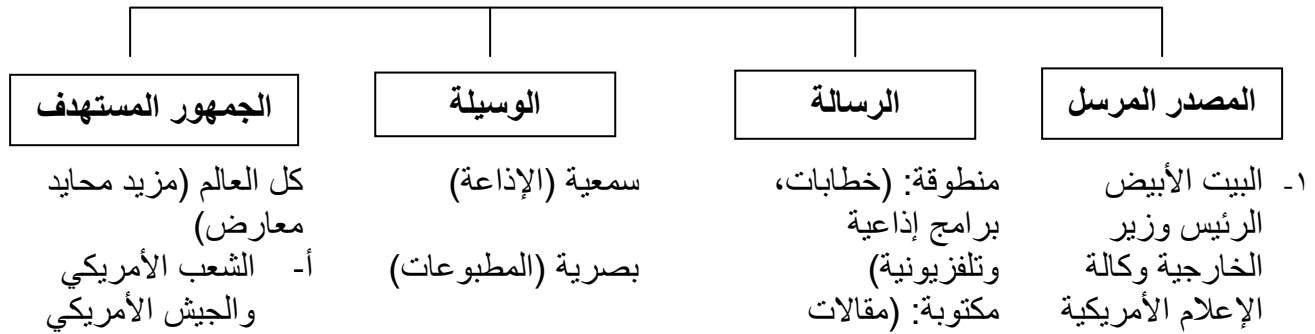 المصدر المرسل
١- البيت الأبيض
الرئيس وزير
الخارجية وكالة
الإعلام الأمريكية
الرسالة
منطوقة: (خطابات،
برامج إذاعية
وتلفزيونية)
مكتوبة: (مقالات
الوسيلة
سمعية (الإذاعة)
بصرية (المطبوعات)
الجمهور المستهدف
كل العالم (مزيد محايد
معارض)
أ- الشعب الأمريكي
والجيش الأمريكي